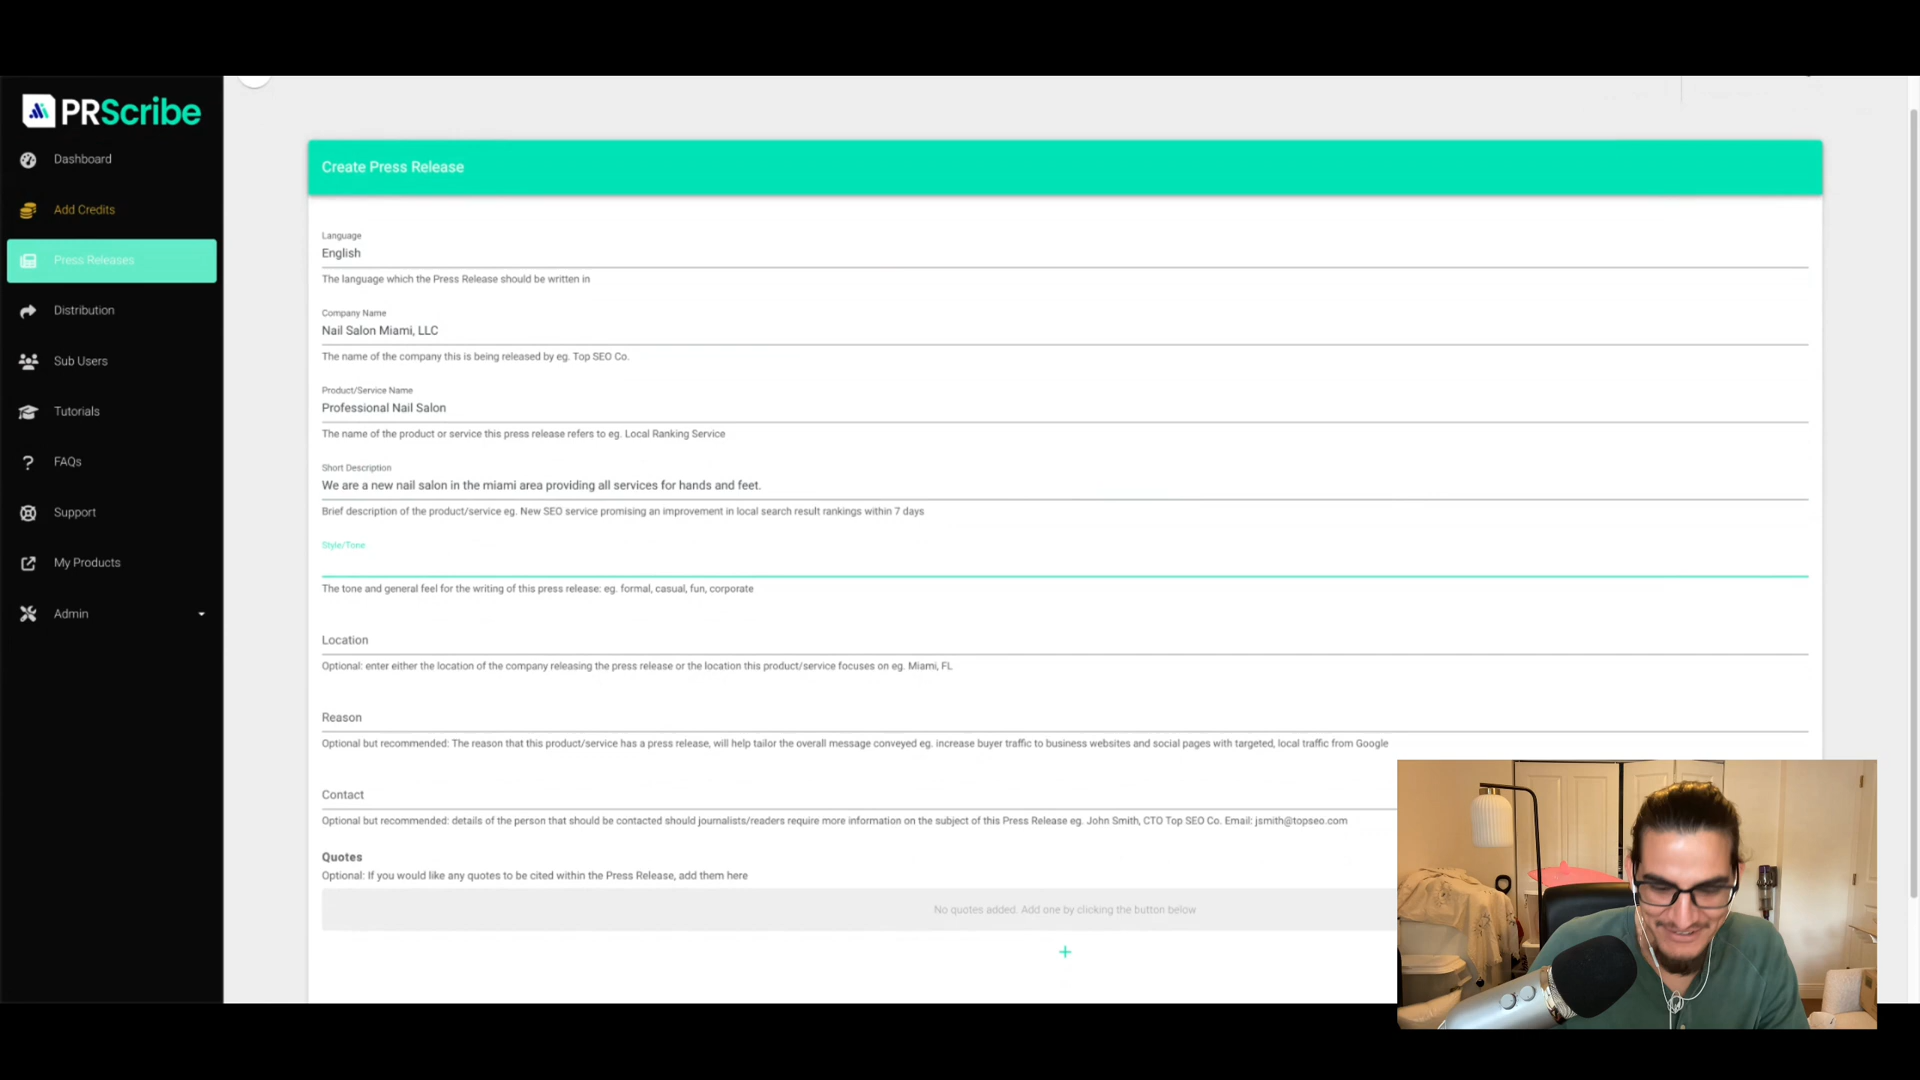 PRScribe
Dashboard
Add Credits
Press Releases
Distribution
Sub Users
Tutorials
FAQs
Support
My Products
Admin
Create Press Release
Language
English
The language which the Press Release should be written in
Company Name
Nail Salon Miami, LLC
The name of the company this is being released by eg. Top SEO Co.
Product/Service Name
Professional Nail Salon
The name of the product or service this press release refers to eg. Local Ranking Service
Short Description
We are a new nail salon in the miami area providing all services for hands and feet.
Brief description of the product/service eg. New SEO service promising an improvement in local search result rankings within 7 days
Style/Tone
The tone and general feel for the writing of this press release: eg. formal, casual, fun, corporate
Location
Optional: enter either the location of the company releasing the press release or the location this product/service focuses on eg. Miami, FL
Reason
Optional but recommended: The reason that this product/service has a press release, will help tailor the overall message conveyed eg. increase buyer traffic to business websites and social pages with targeted, local traffic from Google
Contact
Optional but recommended: details of the person that should be contacted should journalists/readers require more information on the subject of this Press Release eg. John Smith, CTO Top SEO Co. Email: jsmith@topseo.com
Quotes
Optional: If you would like any quotes to be cited within the Press Release, add them here
No quotes added. Add one by clicking the button below
+